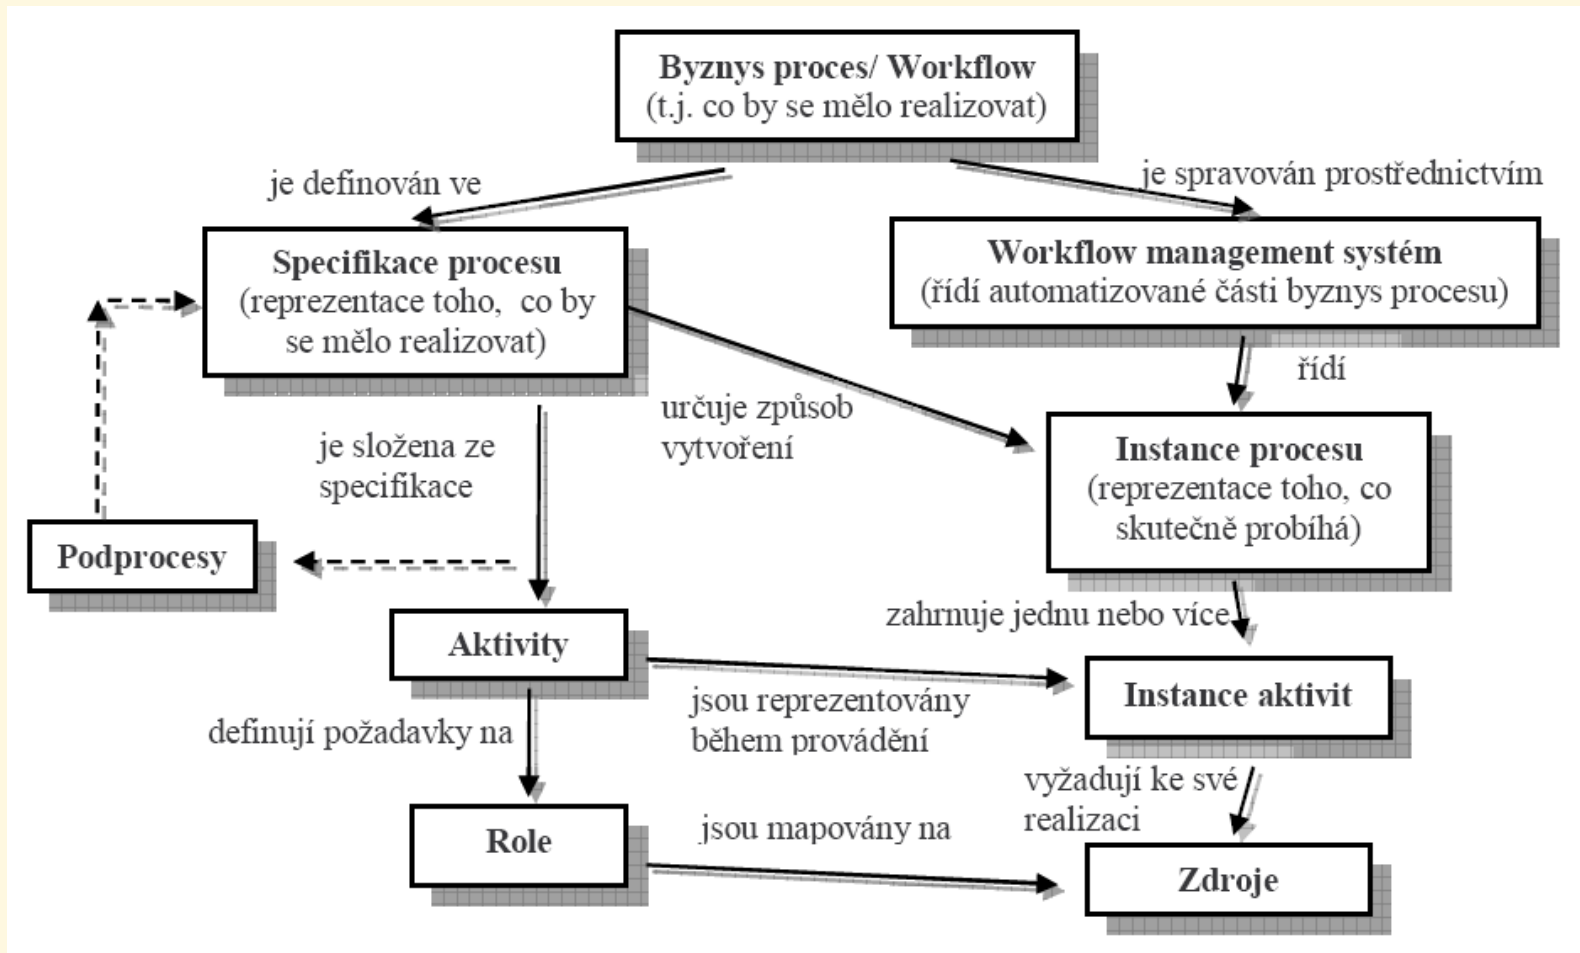 Byznys proces/ Workflow
(t.j. co by se mělo realizovat)
je definován ve
je spravován prostřednictvím
Specifikace procesu
(reprezentace toho, co by
se mělo realizovat)
Workflow management systém
(řídí automatizované části byznys procesu)
řídí
určuje způsob
vytvoření
je složena ze
specifikace
Instance procesu
(reprezentace toho, co
skutečně probíhá)
Podprocesy
zahrnuje jednu nebo více
Aktivity
Instance aktivit
jsou reprezentovány
během provádění
definují požadavky na
vyžadují ke své
realizaci
Role
jsou mapovány na
Zdroje